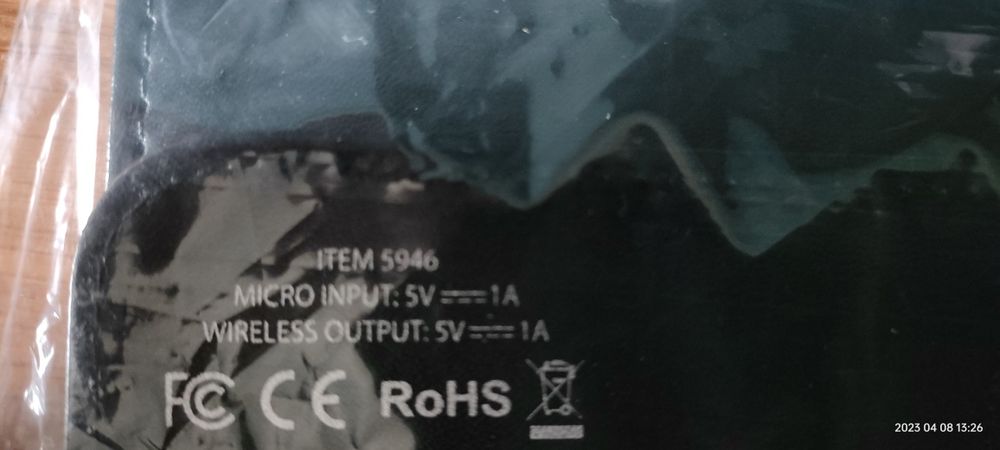 ITEM 5946
MICRO INPUT: 5V⎓1A
WIRELESS OUTPUT: 5V⎓1A
FC CE RoHS
2023 04 08 13:26